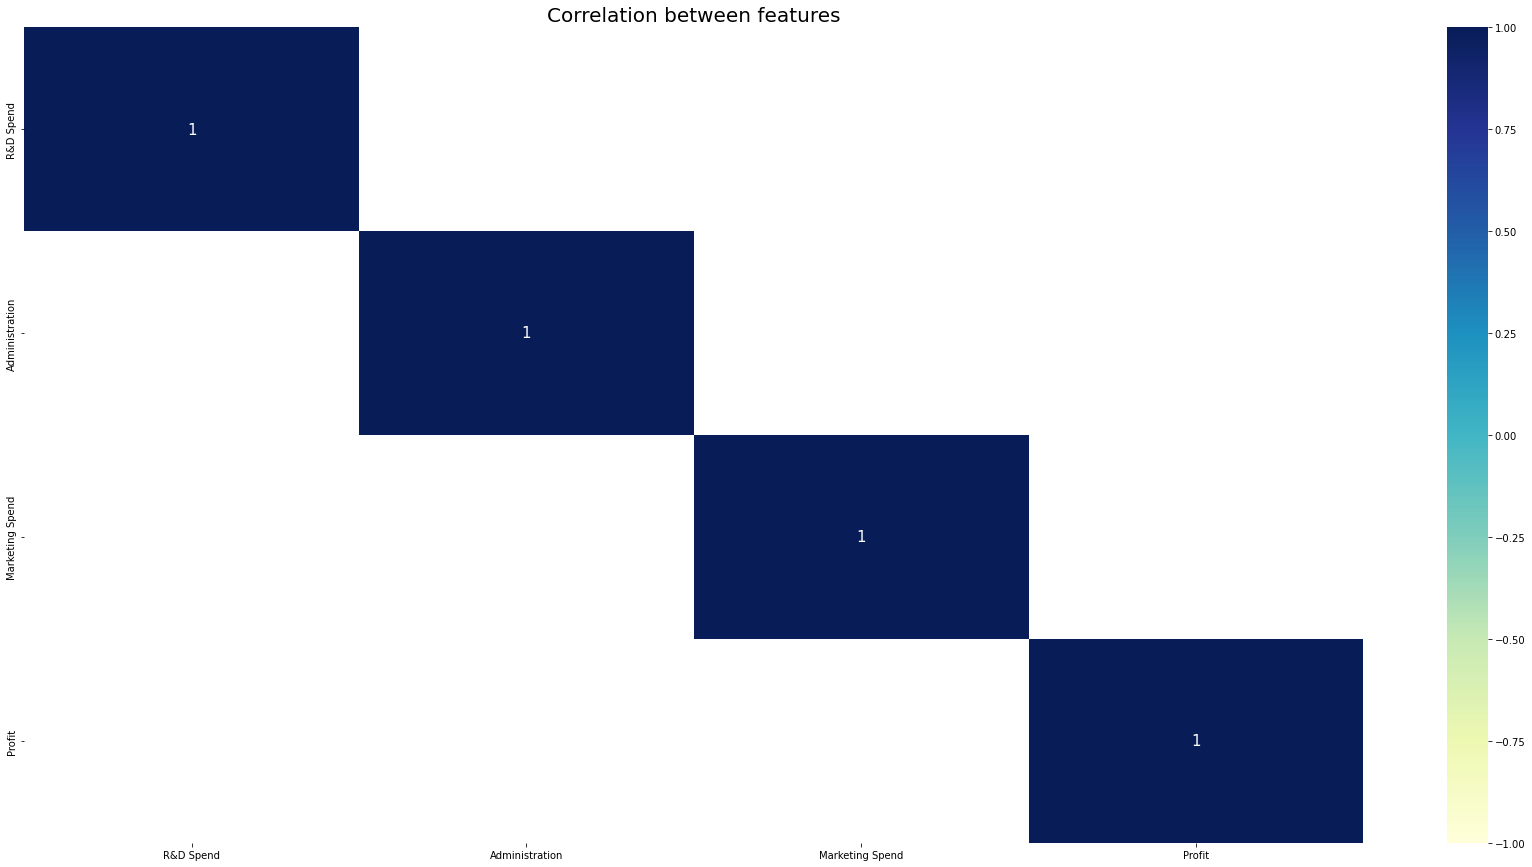 Correlation between features
R&D Spend
Administration
Marketing Spend
Profit
1
1
1
1
R&D Spend
Administration
Marketing Spend
Profit
1.00
0.75
0.50
0.25
0.00
−0.25
−0.50
−0.75
−1.00